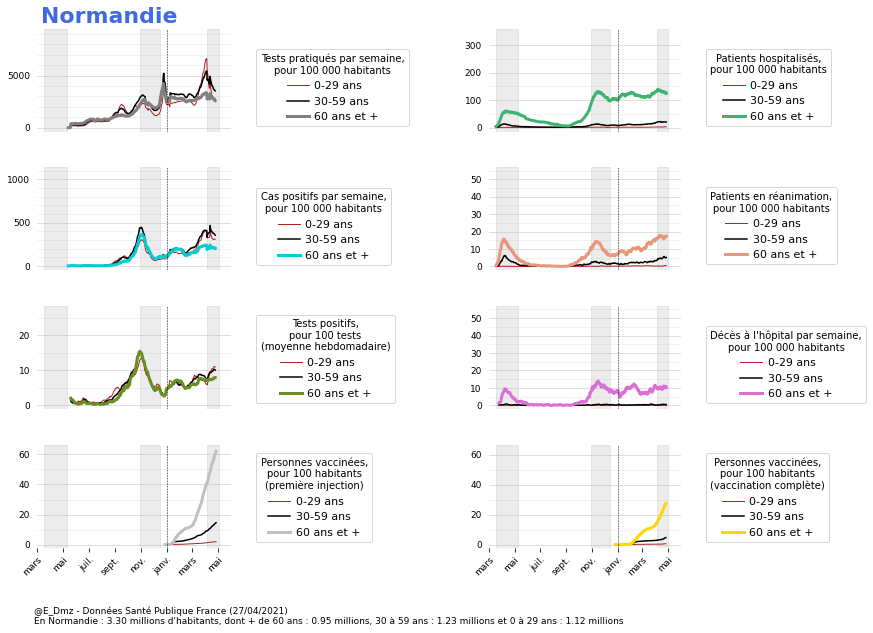 Normandie
5000
0
Tests pratiqués par semaine,
pour 100 000 habitants
0-29 ans
30-59 ans
60 ans et +
300
200
100
0
Patients hospitalisés,
pour 100 000 habitants
0-29 ans
30-59 ans
60 ans et +
1000
500
0
Cas positifs par semaine,
pour 100 000 habitants
0-29 ans
30-59 ans
60 ans et +
50
40
30
20
10
0
Patients en réanimation,
pour 100 000 habitants
0-29 ans
30-59 ans
60 ans et +
20
10
0
Tests positifs,
pour 100 tests
(moyenne hebdomadaire)
0-29 ans
30-59 ans
60 ans et +
50
40
30
20
10
0
Décès à l'hôpital par semaine,
pour 100 000 habitants
0-29 ans
30-59 ans
60 ans et +
60
40
20
0
mars
mai
juil.
sept.
nov.
janv.
mars
mai
Personnes vaccinées,
pour 100 habitants
(première injection)
0-29 ans
30-59 ans
60 ans et +
60
40
20
0
mars
mai
juil.
sept.
nov.
janv.
mars
mai
Personnes vaccinées,
pour 100 habitants
(vaccination complète)
0-29 ans
30-59 ans
60 ans et +
@E_Dmz - Données Santé Publique France (27/04/2021)
En Normandie : 3.30 millions d'habitants, dont + de 60 ans : 0.95 millions, 30 à 59 ans : 1.23 millions et 0 à 29 ans : 1.12 millions